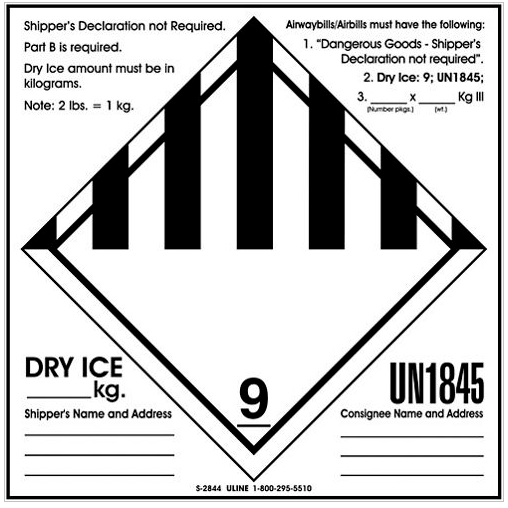 Shipper's Declaration not Required.
Part B is required.
Dry Ice amount must be in
kilograms.
Note: 2 lbs. = 1 kg.
Airwaybills/Airbills must have the following:
1. "Dangerous Goods - Shipper's
Declaration not required".
2. Dry Ice: 9; UN1845;
3. ______ x ______ Kg III
(Number pkgs.) (wt.)
DRY ICE
______kg.
Shipper's Name and Address
9
UN1845
Consignee Name and Address
S-2844 ULINE 1-800-295-5510